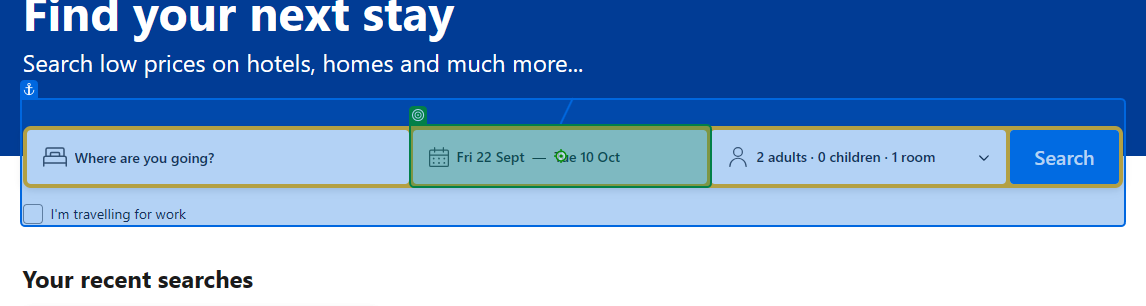 Find your next stay
Search low prices on hotels, homes and much more...
Where are you going?
Fri 22 Sept — Tue 10 Oct
2 adults · 0 children · 1 room
Search
I'm travelling for work
Your recent searches